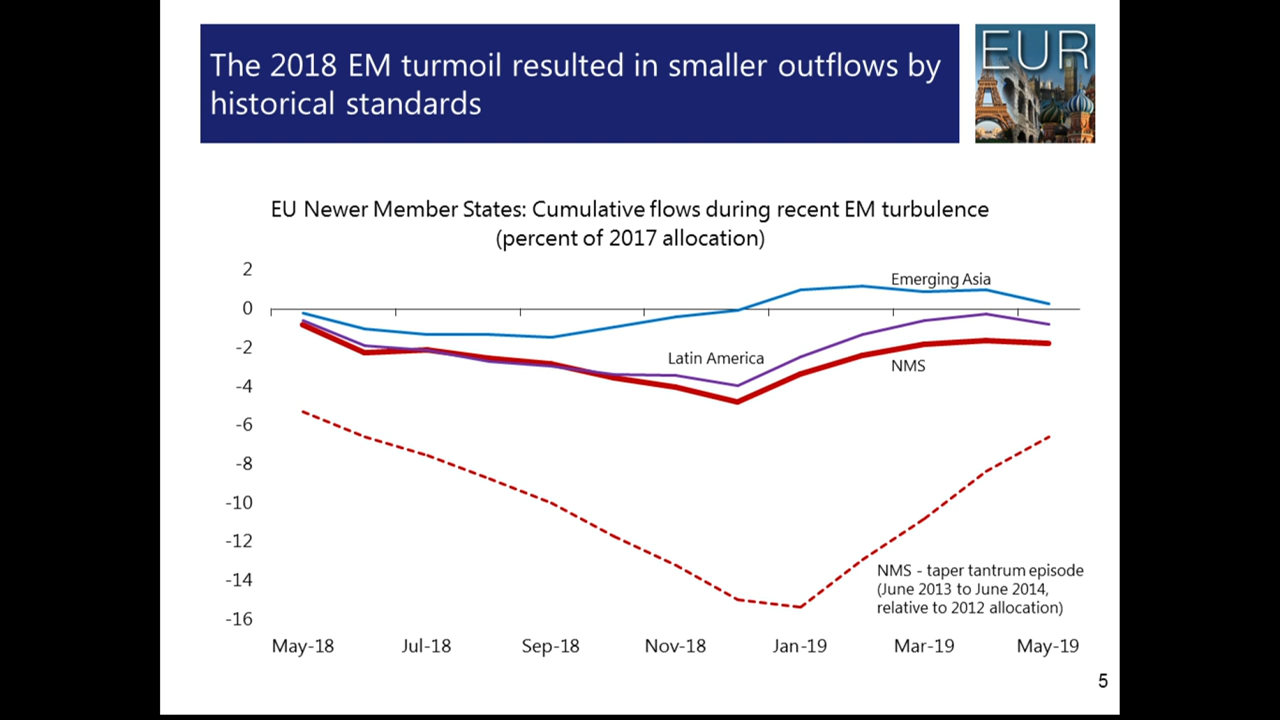 The 2018 EM turmoil resulted in smaller outflows by
historical standards
EUR
EU Newer Member States: Cumulative flows during recent EM turbulence
(percent of 2017 allocation)
2
0
-2
-4
-6
-8
-10
-12
-14
-16
Emerging Asia
Latin America
NMS
NMS - taper tantrum episode
(June 2013 to June 2014,
relative to 2012 allocation)
May-18 Jul-18 Sep-18 Nov-18 Jan-19 Mar-19 May-19
5